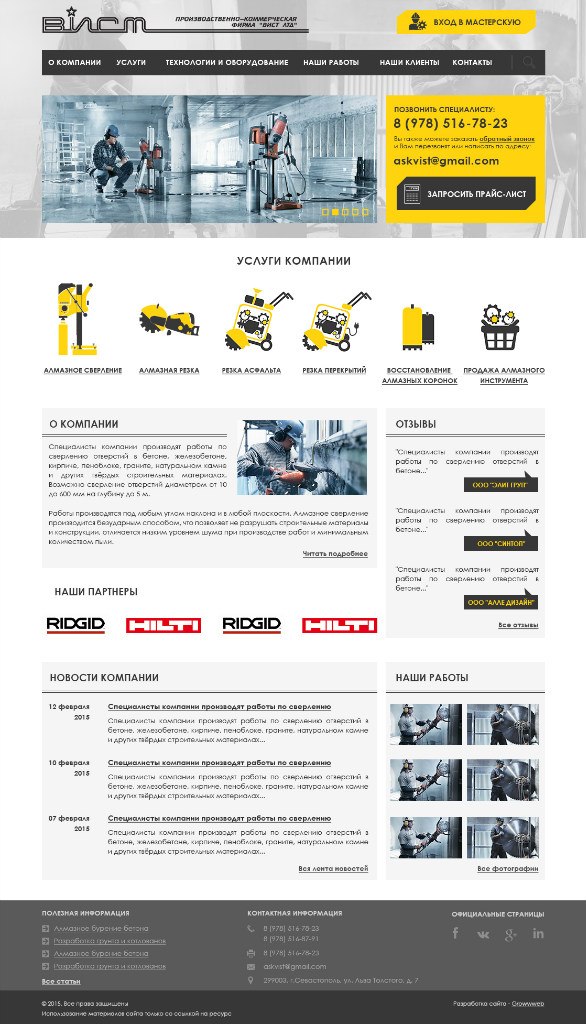 ВИСТ
ПРОИЗВОДСТВЕННО-КОММЕРЧЕСКАЯ
ФИРМА "ВИСТ ЛТД"
ВХОД В МАСТЕРСКУЮ
О КОМПАНИИ УСЛУГИ ТЕХНОЛОГИИ И ОБОРУДОВАНИЕ НАШИ РАБОТЫ НАШИ КЛИЕНТЫ КОНТАКТЫ
ПОЗВОНИТЬ СПЕЦИАЛИСТУ:
8 (978) 516-78-23
Вы также можете заказать обратный звонок
и Вам перезвонят или написать по адресу:
askvist@gmail.com
ЗАПРОСИТЬ ПРАЙС-ЛИСТ
УСЛУГИ КОМПАНИИ
АЛМАЗНОЕ СВЕРЛЕНИЕ
АЛМАЗНАЯ РЕЗКА
РЕЗКА АСФАЛЬТА
РЕЗКА ПЕРЕКРЫТИЙ
ВОССТАНОВЛЕНИЕ
АЛМАЗНЫХ КОРОНОК
ПРОДАЖА АЛМАЗНОГО
ИНСТРУМЕНТА
О КОМПАНИИ
Специалисты компании производят работы по
сверлению отверстий в бетоне, железобетоне,
кирпиче, пеноблоке, граните, натуральном камне
и других твёрдых строительных материалах.
Возможно сверление отверстий диаметром от 10
до 600 мм на глубину до 5 м.
Работы производятся под любым углом наклона и в любой плоскости. Алмазное сверление
производится безударным способом, что позволяет не разрушать строительные материалы
и конструкции, отличается низким уровнем шума при производстве работ и минимальным
количеством пыли.
Читать подробнее
ОТЗЫВЫ
"Специалисты компании производят
работы по сверлению отверстий в
бетоне..."
ООО "ЭЛИТ ГРУП"
"Специалисты компании производят
работы по сверлению отверстий в
бетоне..."
ООО "СИНТОП"
"Специалисты компании производят
работы по сверлению отверстий в
бетоне..."
ООО "АЛЛЕ ДИЗАЙН"
Все отзывы
НАШИ ПАРТНЕРЫ
RIDGID HILTI RIDGID HILTI
НОВОСТИ КОМПАНИИ
12 февраля
2015
Специалисты компании производят работы по сверлению
Специалисты компании производят работы по сверлению отверстий в
бетоне, железобетоне, кирпиче, пеноблоке, граните, натуральном камне
и других твёрдых строительных материалах...
10 февраля
2015
Специалисты компании производят работы по сверлению
Специалисты компании производят работы по сверлению отверстий в
бетоне, железобетоне, кирпиче, пеноблоке, граните, натуральном камне
и других твёрдых строительных материалах...
07 февраля
2015
Специалисты компании производят работы по сверлению
Специалисты компании производят работы по сверлению отверстий в
бетоне, железобетоне, кирпиче, пеноблоке, граните, натуральном камне
и других твёрдых строительных материалах...
Вся лента новостей
НАШИ РАБОТЫ
Все фотографии
ПОЛЕЗНАЯ ИНФОРМАЦИЯ
Алмазное бурение бетона
Разработка грунта и котлованов
Алмазное бурение бетона
Разработка грунта и котлованов
Все статьи
КОНТАКТНАЯ ИНФОРМАЦИЯ
8 (978) 516-78-23
8 (978) 516-87-91
8 (978) 516-78-23
askvist@gmail.com
299003, г.Севастополь, ул. Льва Толстого, д. 7
ОФИЦИАЛЬНЫЕ СТРАНИЦЫ
© 2015, Все права защищены
Использование материалов сайта только со ссылкой на ресурс
Разработка сайта - Growweb